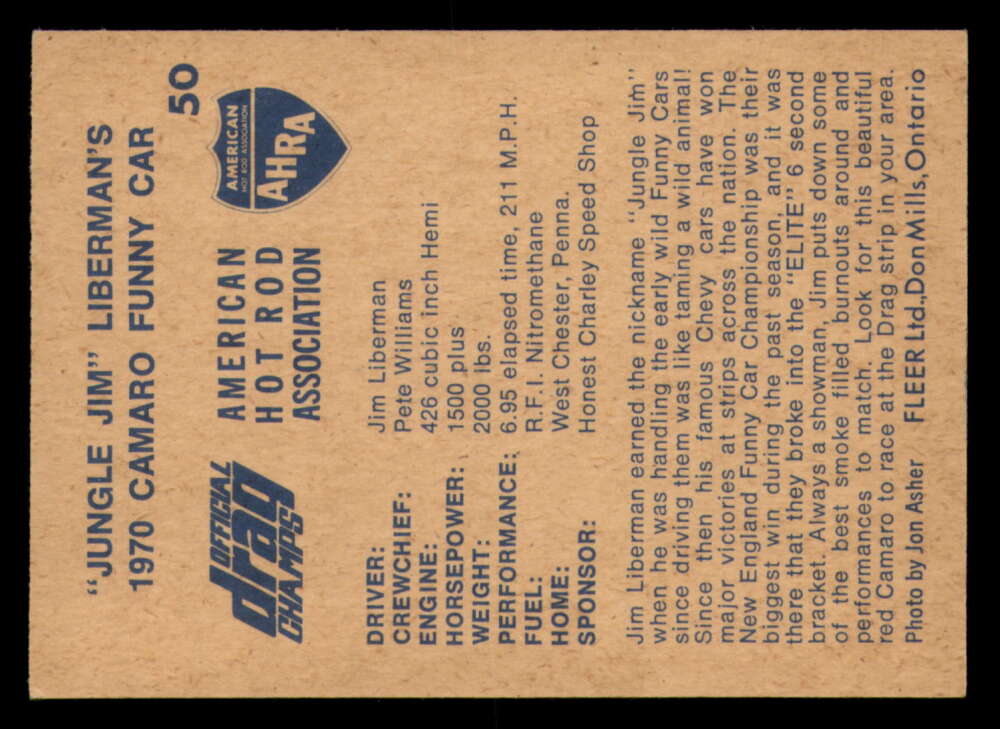 "JUNGLE JIM" LIBERMAN'S
1970 CAMARO FUNNY CAR
50
OFFICIAL
drag
CHAMPS
AMERICAN
HOT ROD
ASSOCIATION
AMERICAN
HOT ROD ASSOCIATION
AHRA
DRIVER: Jim Liberman
CREWCHIEF: Pete Williams
ENGINE: 426 cubic inch Hemi
HORSEPOWER: 1500 plus
WEIGHT: 2000 lbs.
PERFORMANCE: 6.95 elapsed time, 211 M.P.H.
FUEL: R.F.I. Nitromethane
HOME: West Chester, Penna.
SPONSOR: Honest Charley Speed Shop
Jim Liberman earned the nickname "Jungle Jim"
when he was handling the early wild Funny Cars
since driving them was like taming a wild animal!
Since then his famous Chevy cars have won
major victories at strips across the nation. The
New England Funny Car Championship was their
biggest win during the past season, and it was
there that they broke into the "ELITE" 6 second
bracket. Always a showman, Jim puts down some
of the best smoke filled burnouts around and
performances to match. Look for this beautiful
red Camaro to race at the Drag strip in your area.
Photo by Jon Asher FLEER Ltd., Don Mills, Ontario